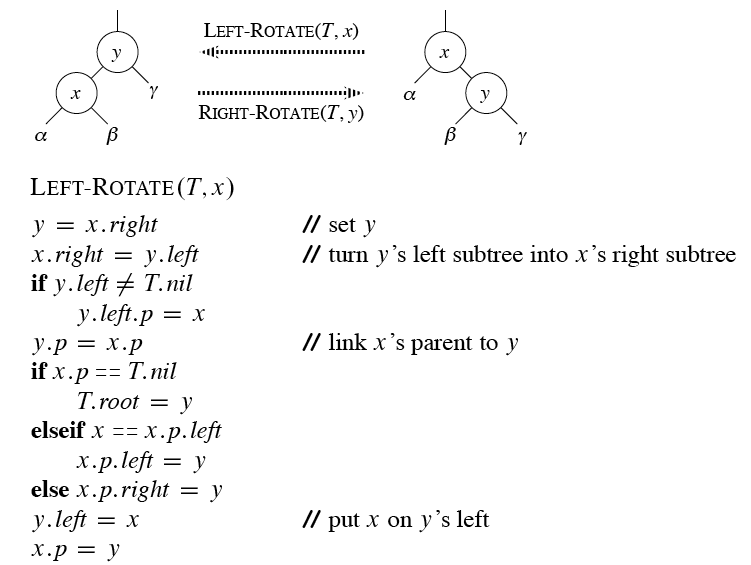 LEFT-ROTATE(T, x)
y x
x γ α y
RIGHT-ROTATE(T, y)
α β β γ
LEFT-ROTATE(T, x)
y = x.right // set y
x.right = y.left // turn y's left subtree into x's right subtree
if y.left ≠ T.nil
y.left.p = x
y.p = x.p // link x's parent to y
if x.p == T.nil
T.root = y
elseif x == x.p.left
x.p.left = y
else x.p.right = y
y.left = x // put x on y's left
x.p = y